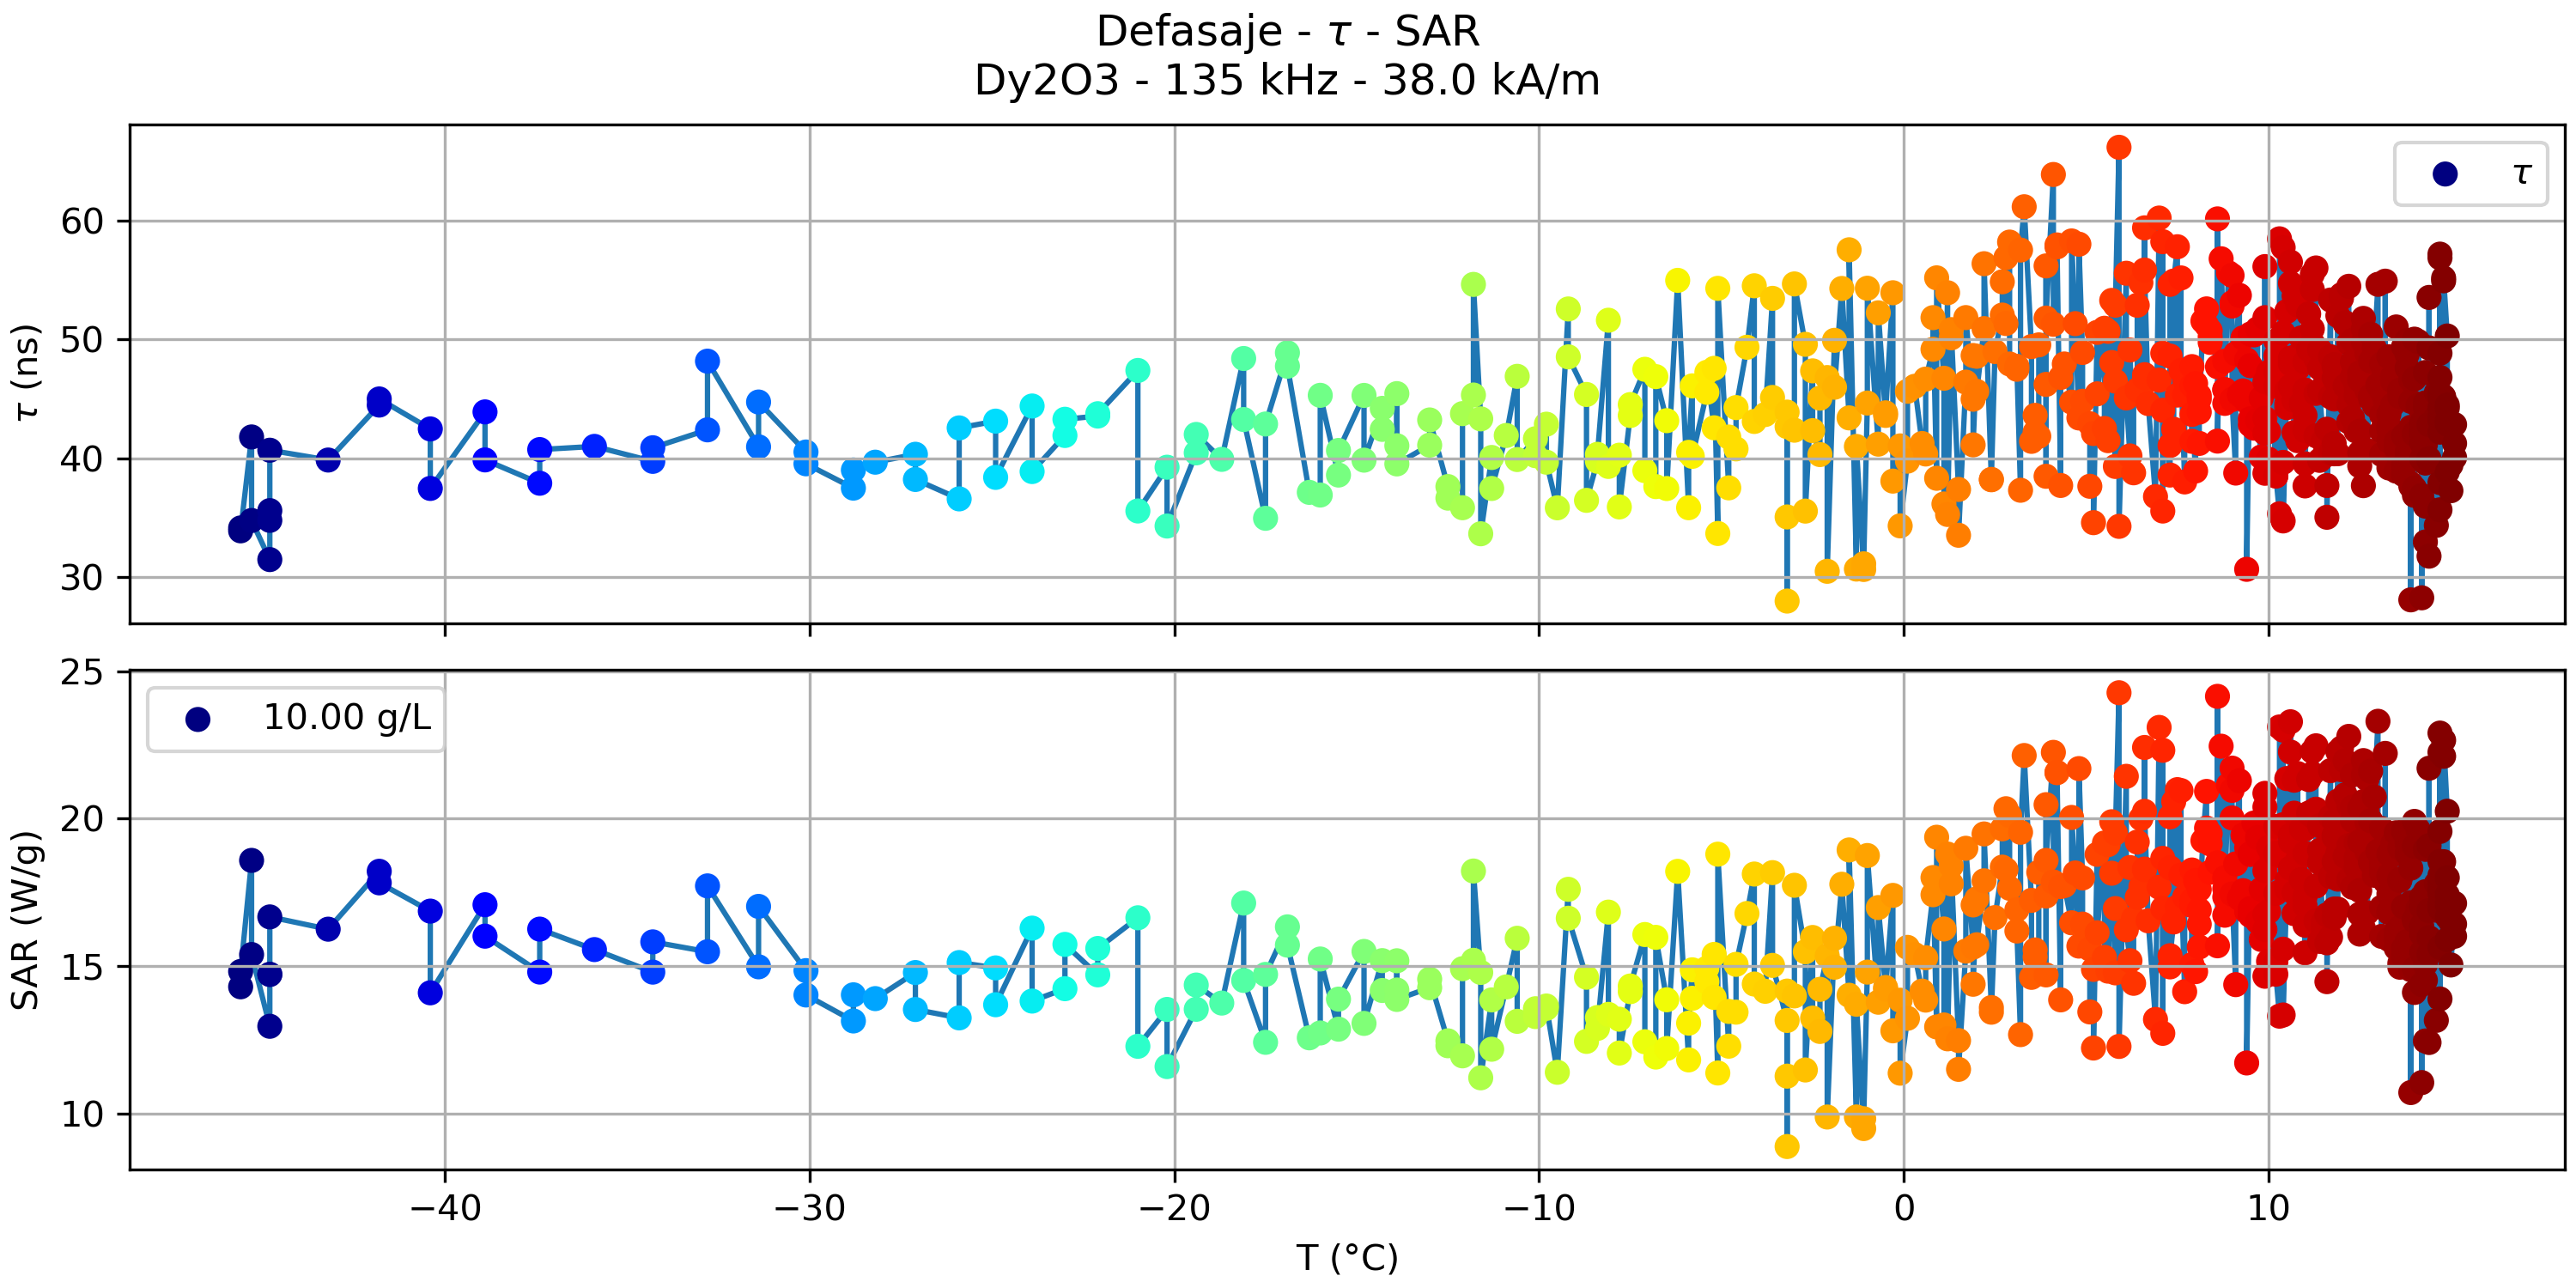 Defasaje - τ - SAR
Dy2O3 - 135 kHz - 38.0 kA/m
τ (ns)
60
50
40
30
τ
SAR (W/g)
25
20
15
10
10.00 g/L
−40
−30
−20
−10
0
10
T (°C)